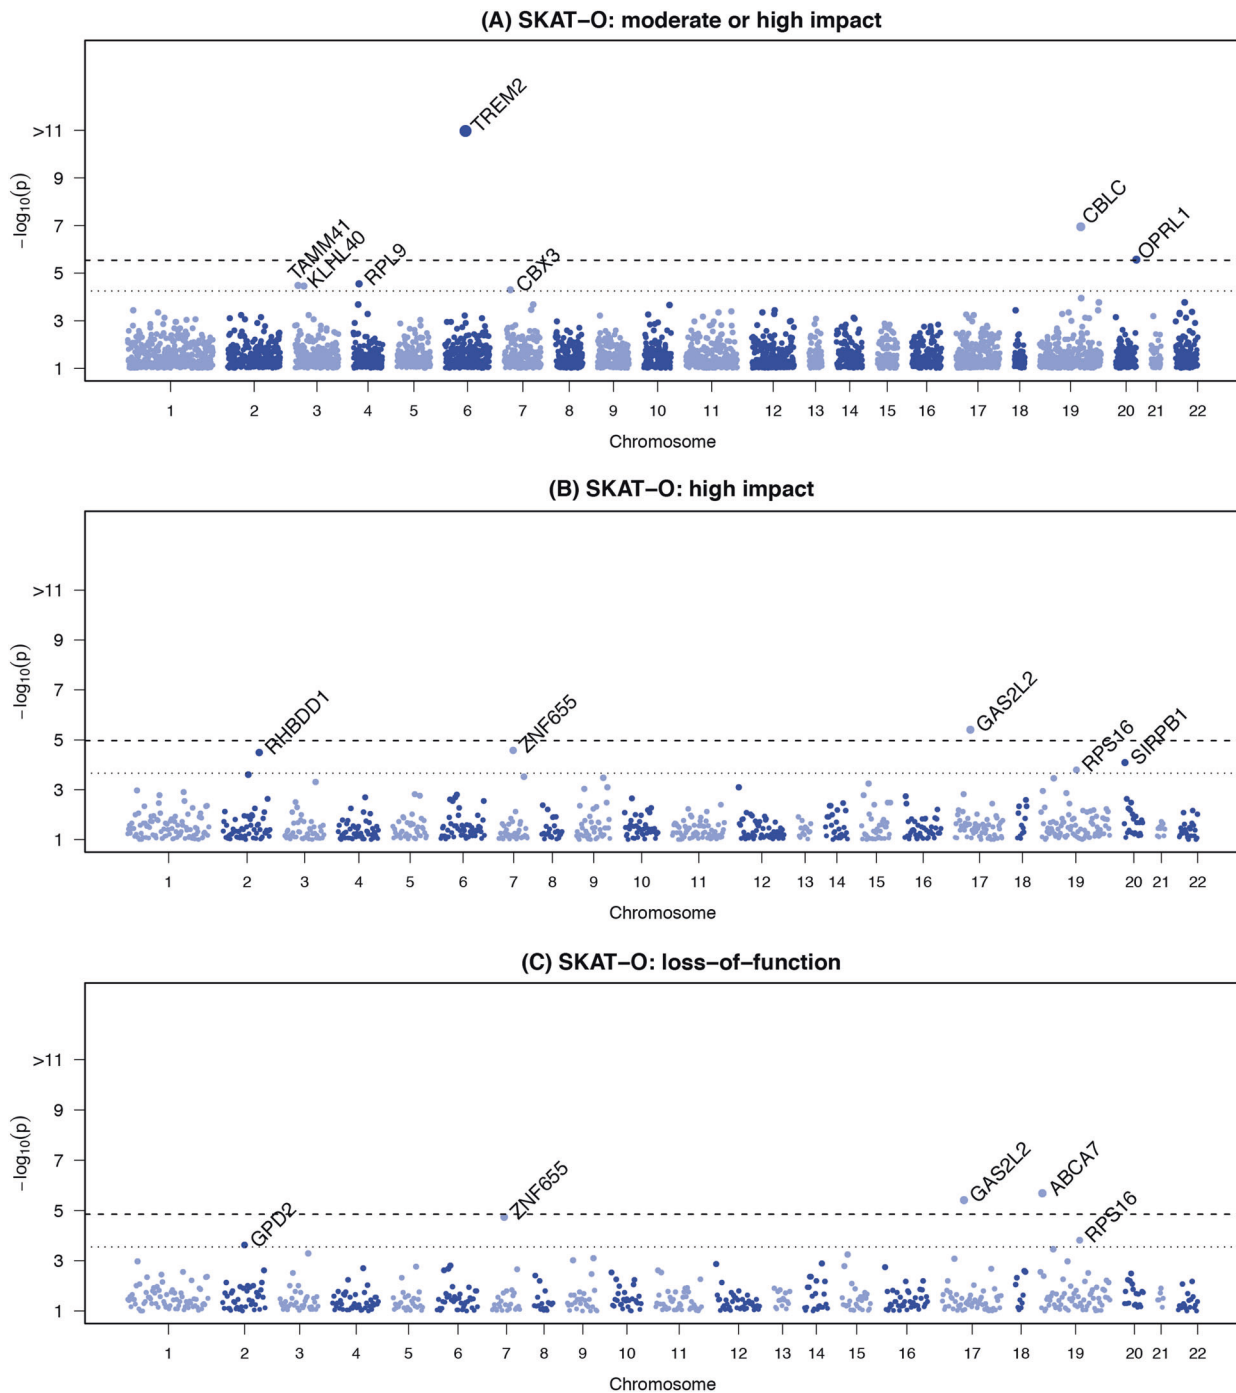 (A) SKAT–O: moderate or high impact
TREM2
>11
9
CBLC
7
−log10(p)
OPRL1
TAMM41
KLHL40
RPL9
CBX3
5
3
1
1 2 3 4 5 6 7 8 9 10 11 12 13 14 15 16 17 18 19 20 21 22
Chromosome
(B) SKAT–O: high impact
>11
9
7
−log10(p)
RHBDD1
ZNF655
GAS2L2
RPS16
SIRPB1
5
3
1
1 2 3 4 5 6 7 8 9 10 11 12 13 14 15 16 17 18 19 20 21 22
Chromosome
(C) SKAT–O: loss–of–function
>11
9
7
−log10(p)
GPD2
ZNF655
GAS2L2
ABCA7
RPS16
5
3
1
1 2 3 4 5 6 7 8 9 10 11 12 13 14 15 16 17 18 19 20 21 22
Chromosome